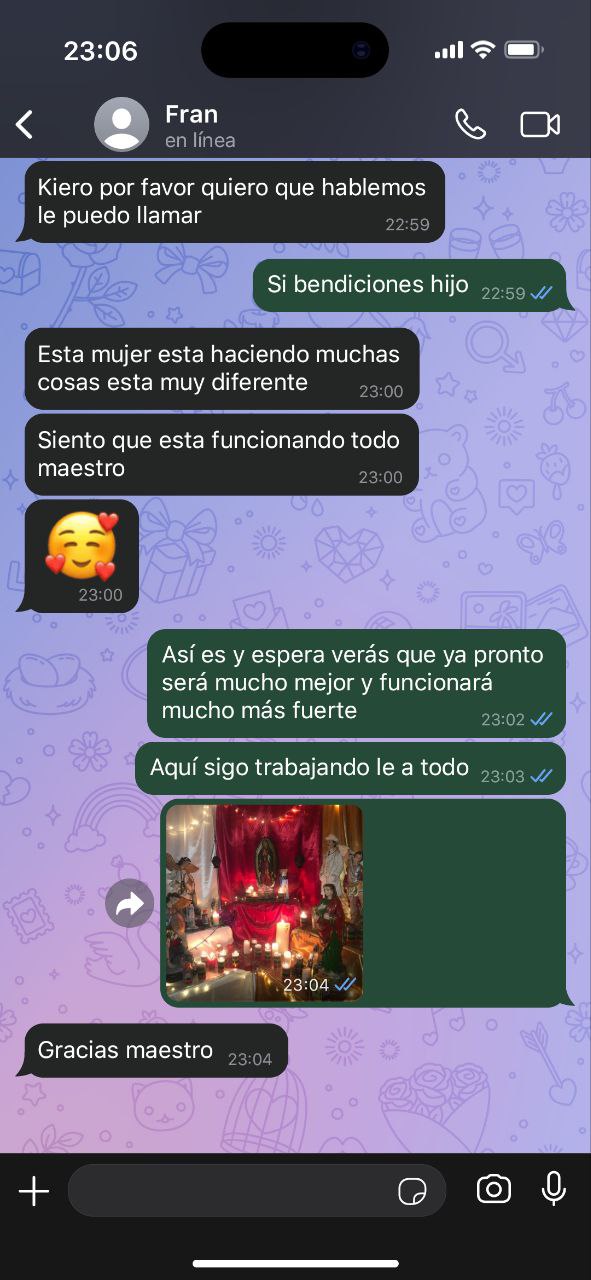 23:06
Fran
en línea
Kiero por favor quiero que hablemos
le puedo llamar
22:59
Si bendiciones hijo 22:59
Esta mujer esta haciendo muchas
cosas esta muy diferente
23:00
Siento que esta funcionando todo
maestro
23:00
23:00
Así es y espera verás que ya pronto
será mucho mejor y funcionará
mucho más fuerte
23:02
Aquí sigo trabajando le a todo 23:03
23:04
Gracias maestro 23:04